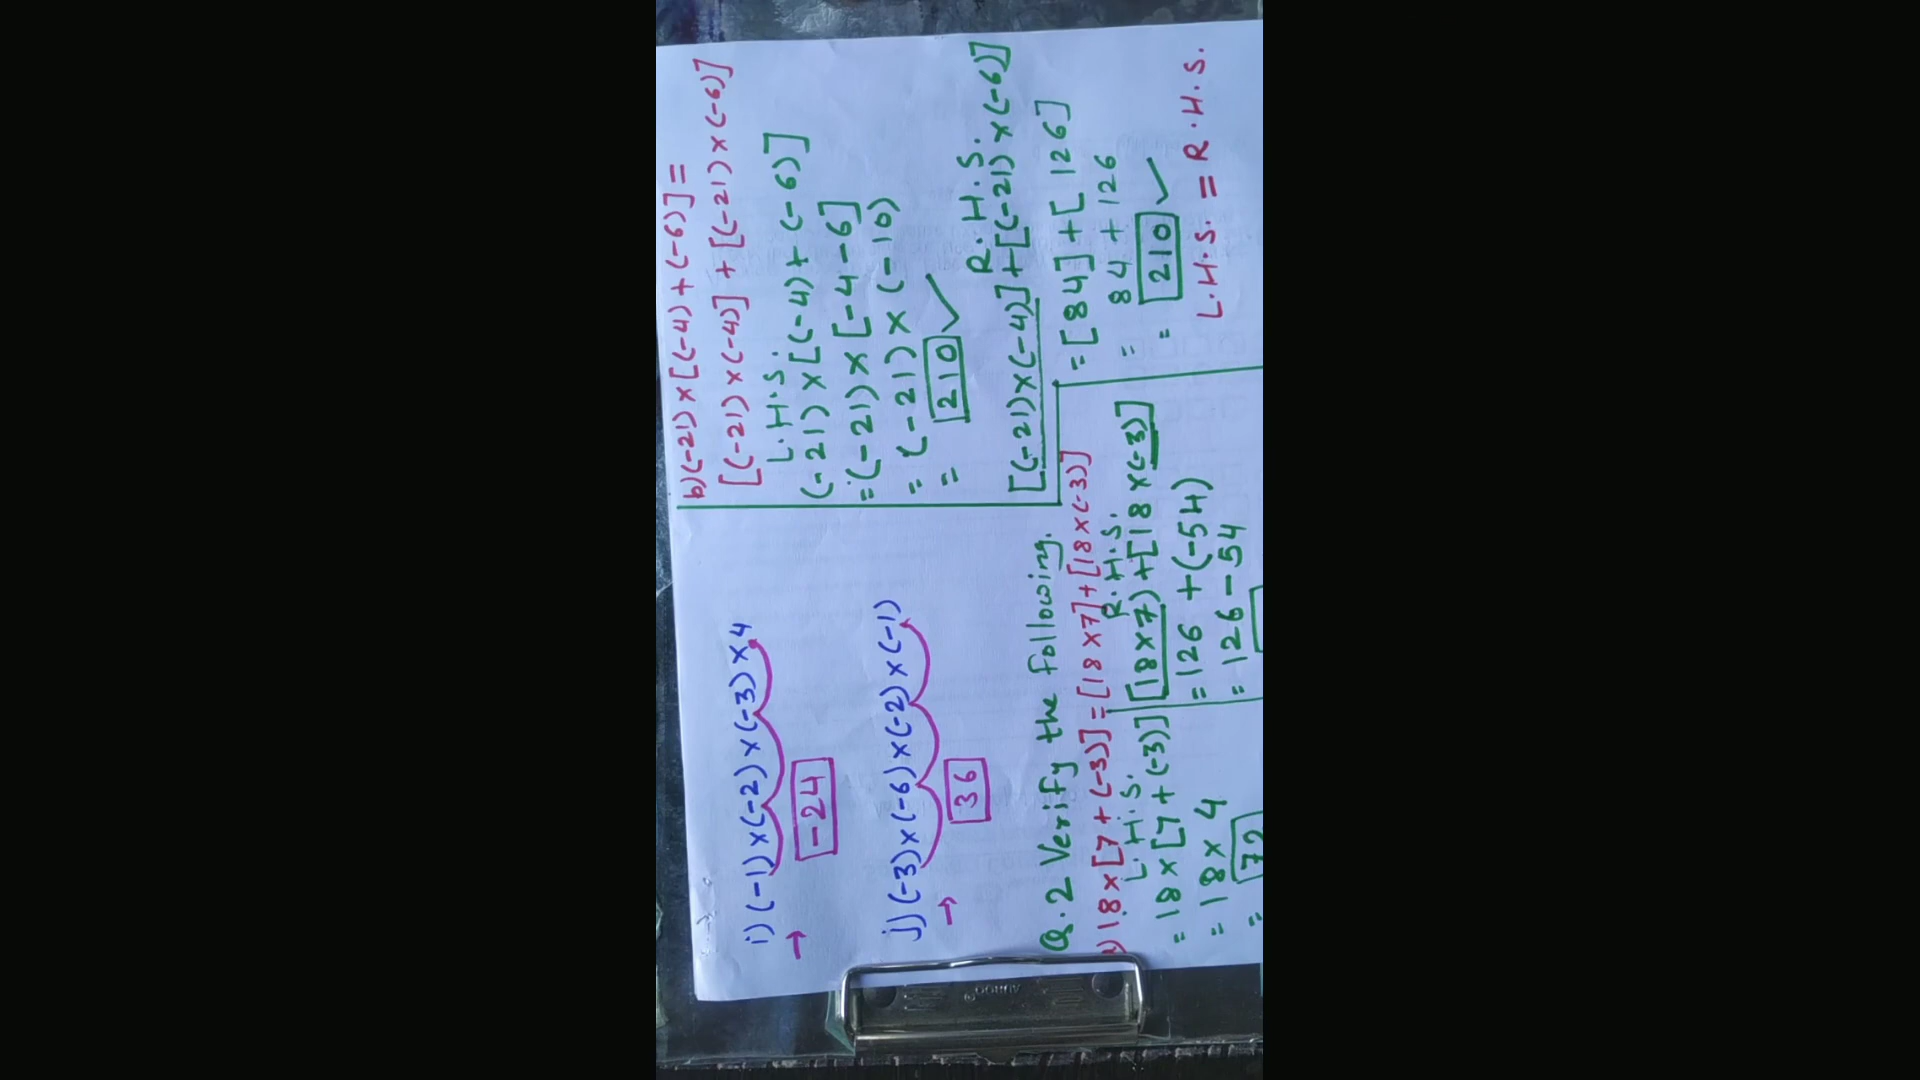 i) (-1) × (-2) × (-3) × 4
→ -24
j) (-3) × (-6) × (-2) × (-1)
→ 36
Q.2 Verify the following.
18 × [7 + (-3)] = [18 × 7] + [18 × (-3)]
L.H.S.
= 18 × [7 + (-3)]
= 18 × 4
= 72
R.H.S.
[18 × 7) + [18 × (-3)]
= 126 + (-54)
= 126 - 54
b) (-21) × [(-4) + (-6)] =
[(-21) × (-4)] + [(-21) × (-6)]
L.H.S.
(-21) × [(-4) + (-6)]
= (-21) × [-4 -6]
= (-21) × (-10)
= 210 ✓
R.H.S.
[(-21) × (-4)] + [(-21) × (-6)]
= [84] + [126]
= 84 + 126
= 210 ✓
L.H.S. = R.H.S.